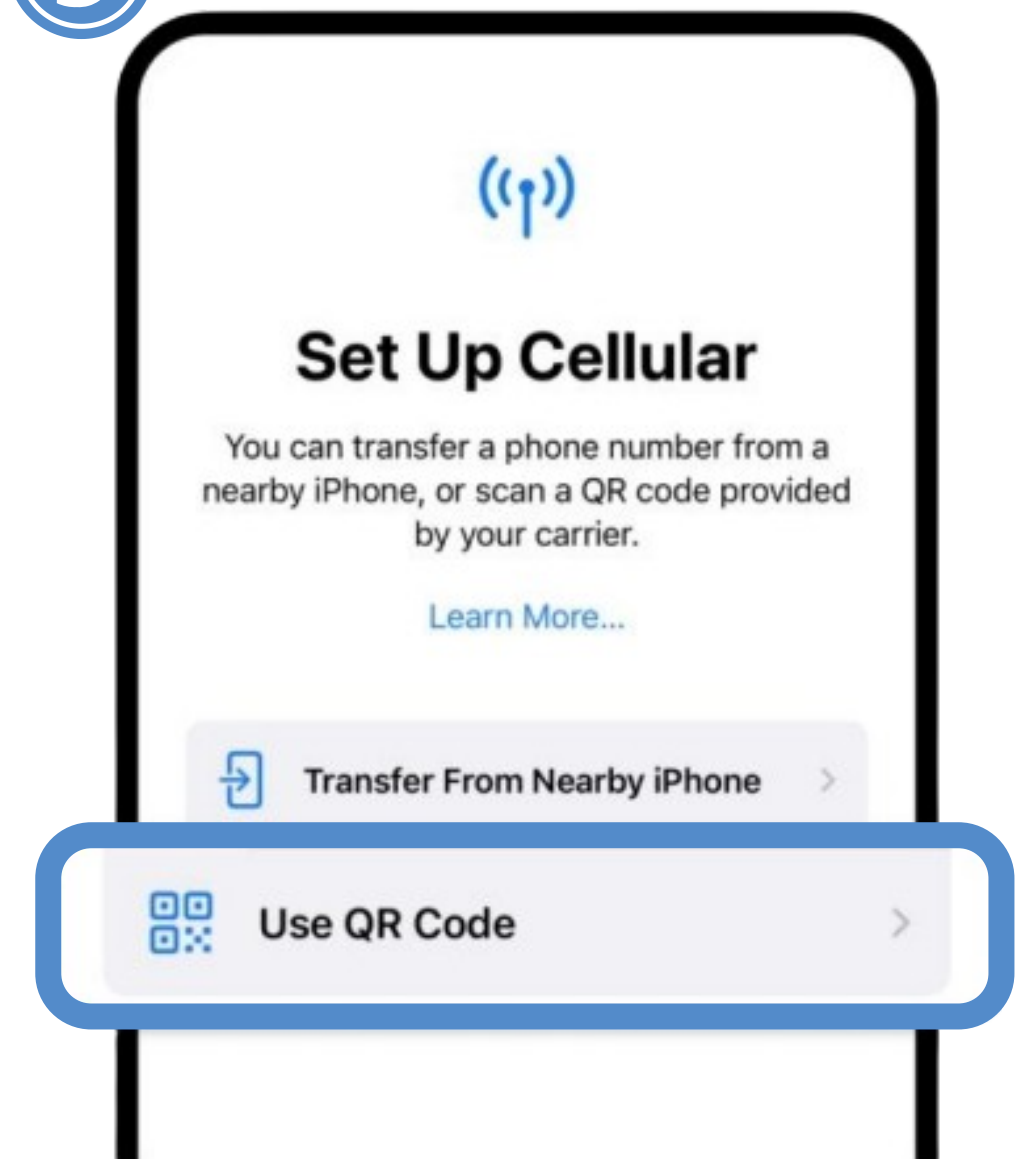 Set Up Cellular
You can transfer a phone number from a
nearby iPhone, or scan a QR code provided
by your carrier.
Learn More...
Transfer From Nearby iPhone
Use QR Code